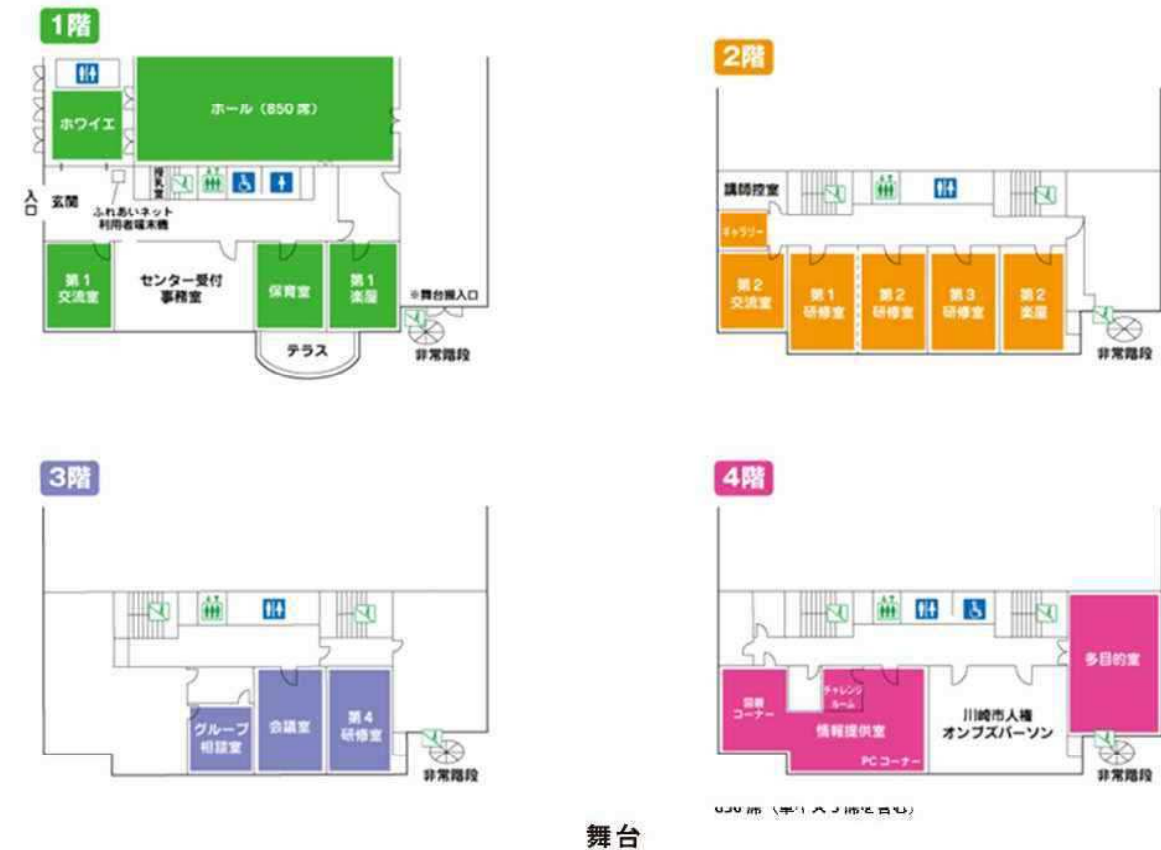 1階
ホール（850席）
ホワイエ
授乳室
入口
玄関
ふれあいネット
利用者端末機
第1
交流室
センター受付
事務室
保育室
第1
楽屋
※舞台搬入口
テラス
非常階段
2階
講師控室
ギャラリー
第2
交流室
第1
研修室
第2
研修室
第3
研修室
第2
楽屋
非常階段
3階
グループ
相談室
会議室
第4
研修室
非常階段
4階
多目的室
図書
コーナー
チャレンジ
ルーム
情報提供室
PCコーナー
川崎市人権
オンブズパーソン
非常階段
舞台